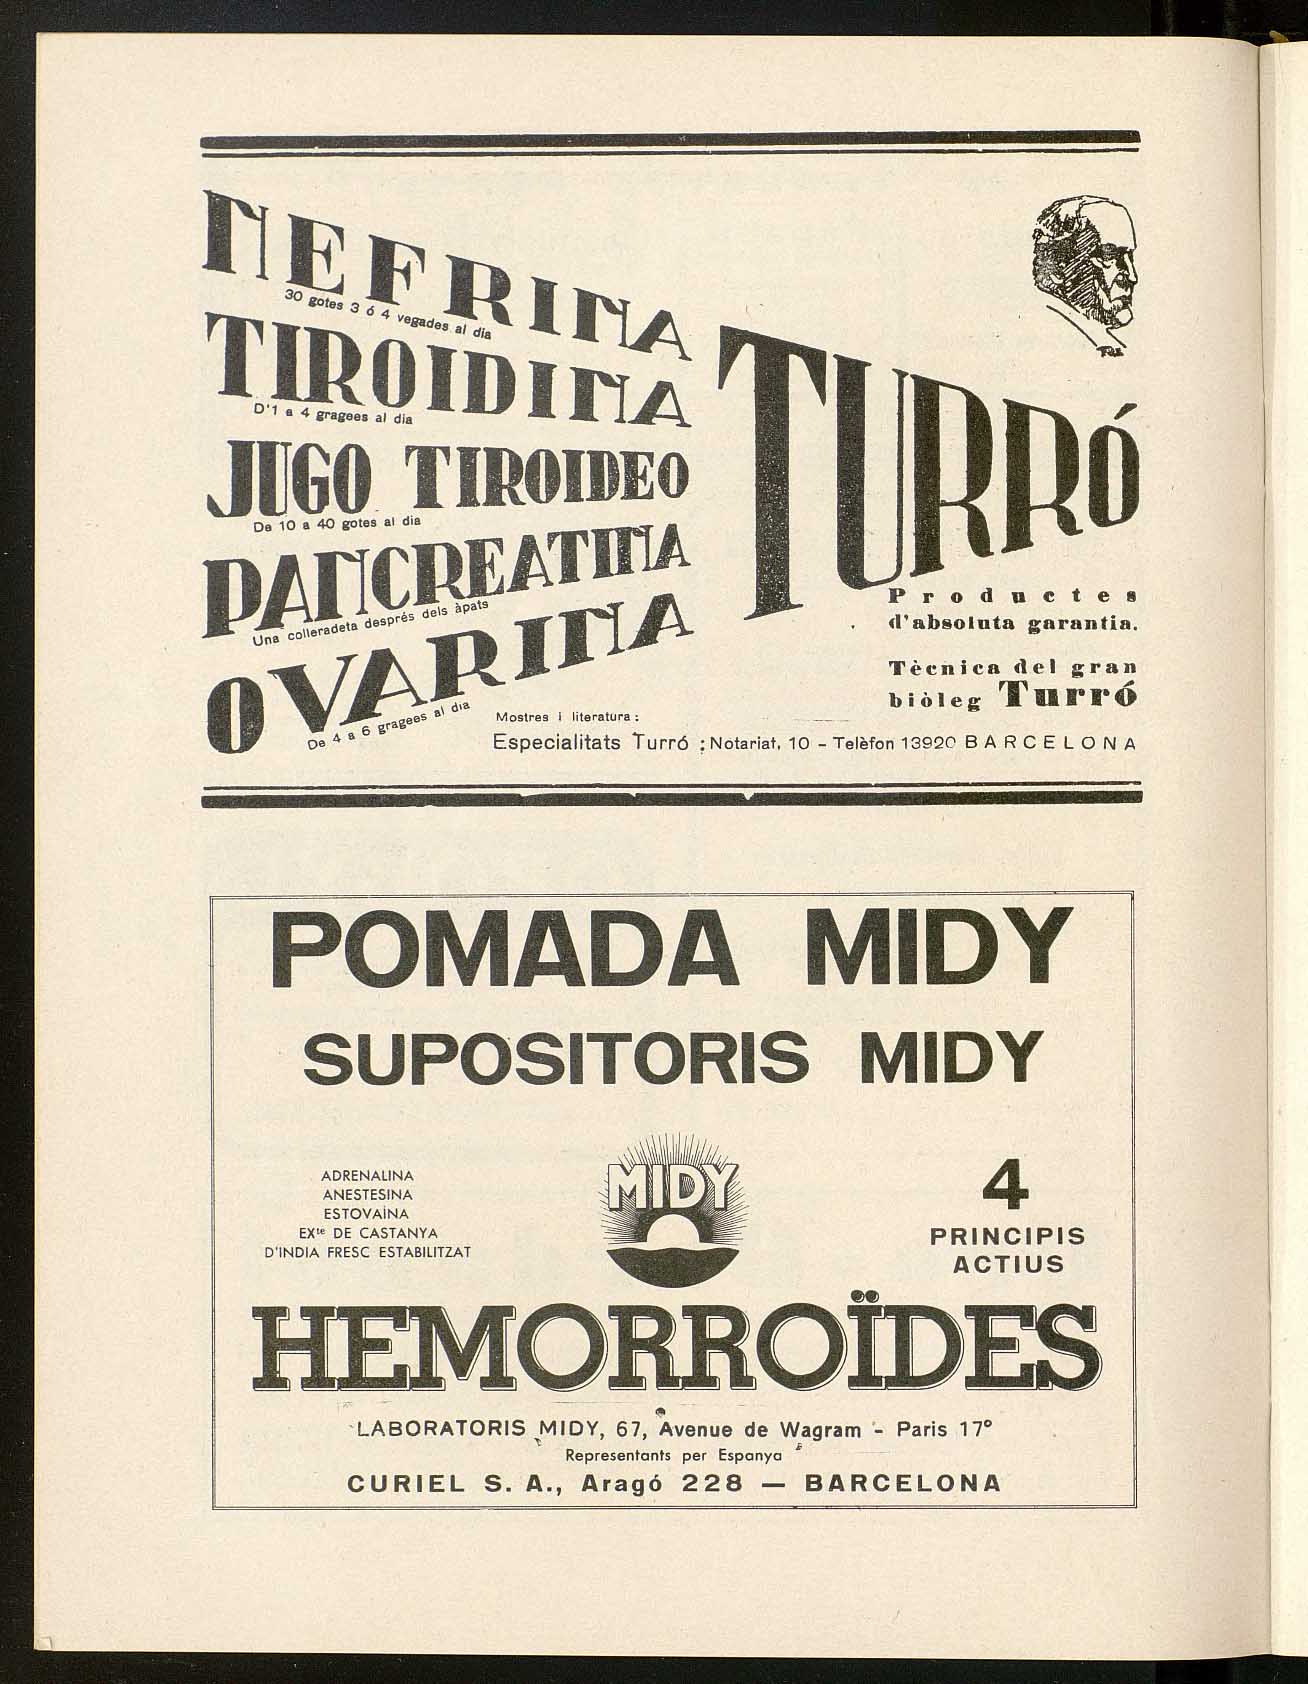 NEFRINA
30 gotes 3 ó 4 vegades al dia
TIROIDINA
D'1 a 4 gragees al dia
JUGO TIROIDEO
De 10 a 40 gotes al dia
PANCREATINA
Una colleradeta després dels àpats
OVARINA
De 4 a 6 gragees al dia
TURRÓ
Productes
d'absoluta garantia.
Tècnica del gran
biòleg Turró
Mostres i literatura:
Especialitats Turró : Notariat, 10 - Telèfon 13920 BARCELONA
POMADA MIDY
SUPOSITORIS MIDY
ADRENALINA
ANESTESINA
ESTOVAÏNA
EXte DE CASTANYA
D'INDIA FRESC ESTABILITZAT
MIDY
4
PRINCIPIS
ACTIUS
HEMORROÏDES
LABORATORIS MIDY, 67, Avenue de Wagram - Paris 17º
Representants per Espanya
CURIEL S. A., Aragó 228 — BARCELONA